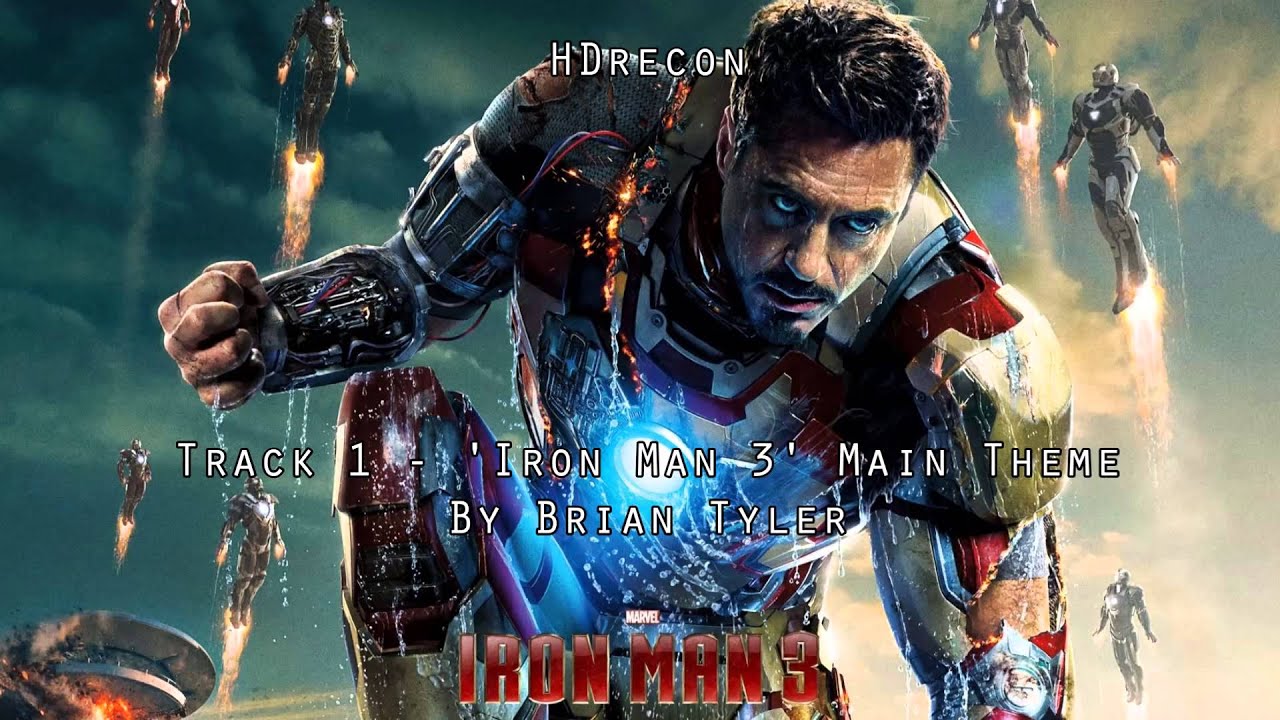 HDrecon
Track 1 - 'Iron Man 3' Main Theme
By Brian Tyler
MARVEL
IRON MAN 3